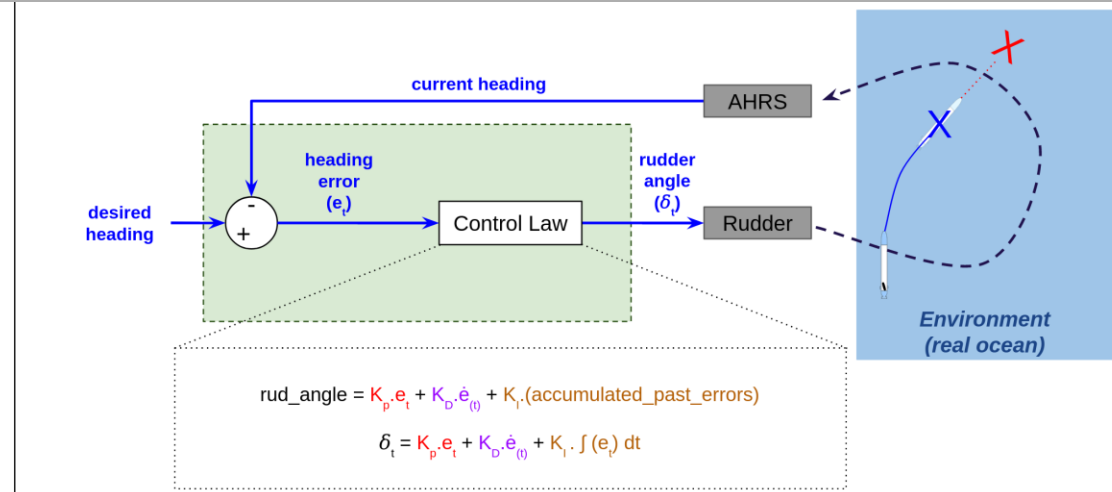 current heading
AHRS
heading
error
(e_t)
rudder
angle
(δ_t)
desired
heading
-
+
Control Law
Rudder
X
X
Environment
(real ocean)
rud_angle = K_p.e_t + K_D.ė_(t) + K_I.(accumulated_past_errors)
δ_t = K_p.e_t + K_D.ė_(t) + K_I . ∫ (e_t) dt